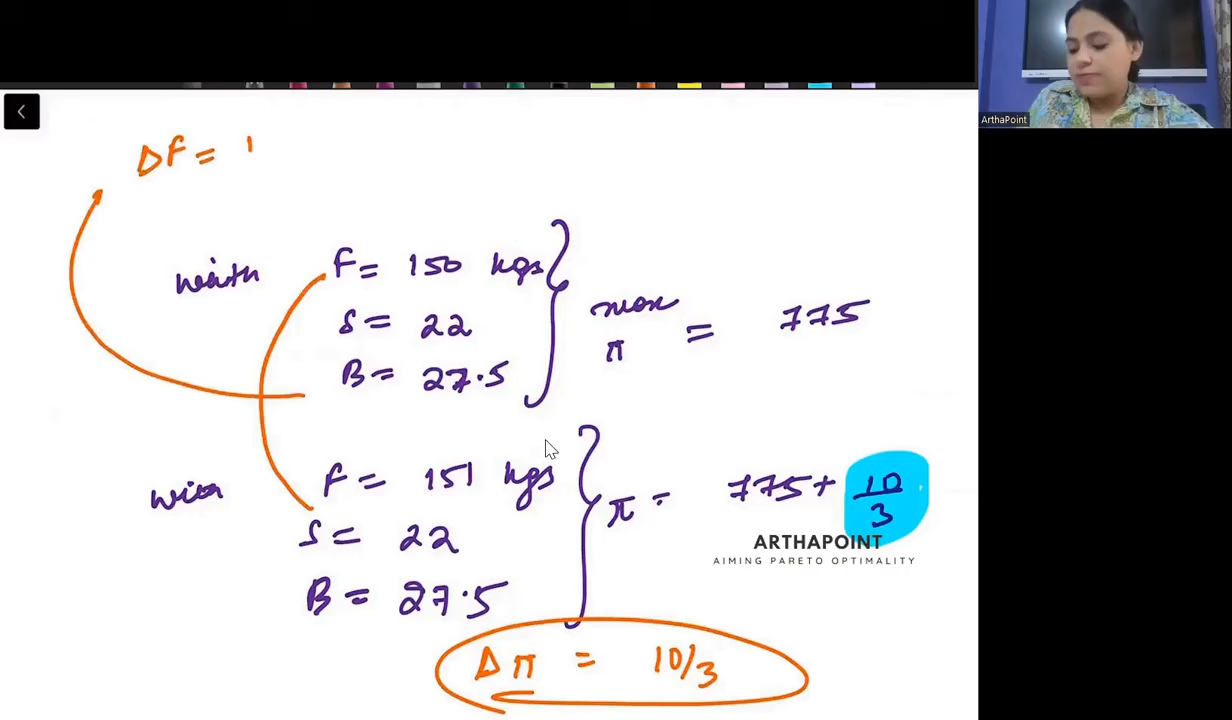 ΔF = 1
with F = 150 kgs
S = 22
B = 27.5
max π = 775
with F = 151 kgs
S = 22
B = 27.5
π = 775 + 10/3
ARTHAPOINT
AIMING PARETO OPTIMALITY
Δπ = 10/3
ArthaPoint